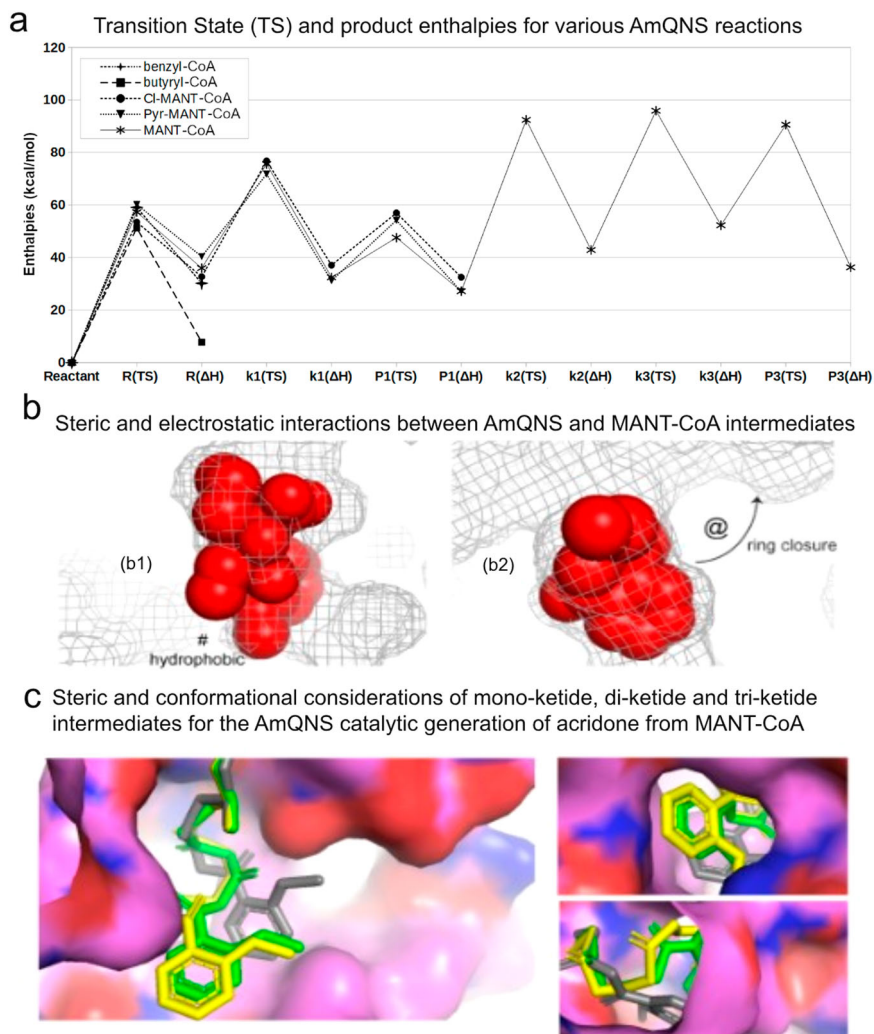 a
Transition State (TS) and product enthalpies for various AmQNS reactions
120
100
80
60
40
20
0
Enthalpies (kcal/mol)
benzyl-CoA
butyryl-CoA
Cl-MANT-CoA
Pyr-MANT-CoA
MANT-CoA
Reactant R(TS) R(ΔH) k1(TS) k1(ΔH) P1(TS) P1(ΔH) k2(TS) k2(ΔH) k3(TS) k3(ΔH) P3(TS) P3(ΔH)
b
Steric and electrostatic interactions between AmQNS and MANT-CoA intermediates
(b1)
#
hydrophobic
(b2)
@
ring closure
c Steric and conformational considerations of mono-ketide, di-ketide and tri-ketide
intermediates for the AmQNS catalytic generation of acridone from MANT-CoA